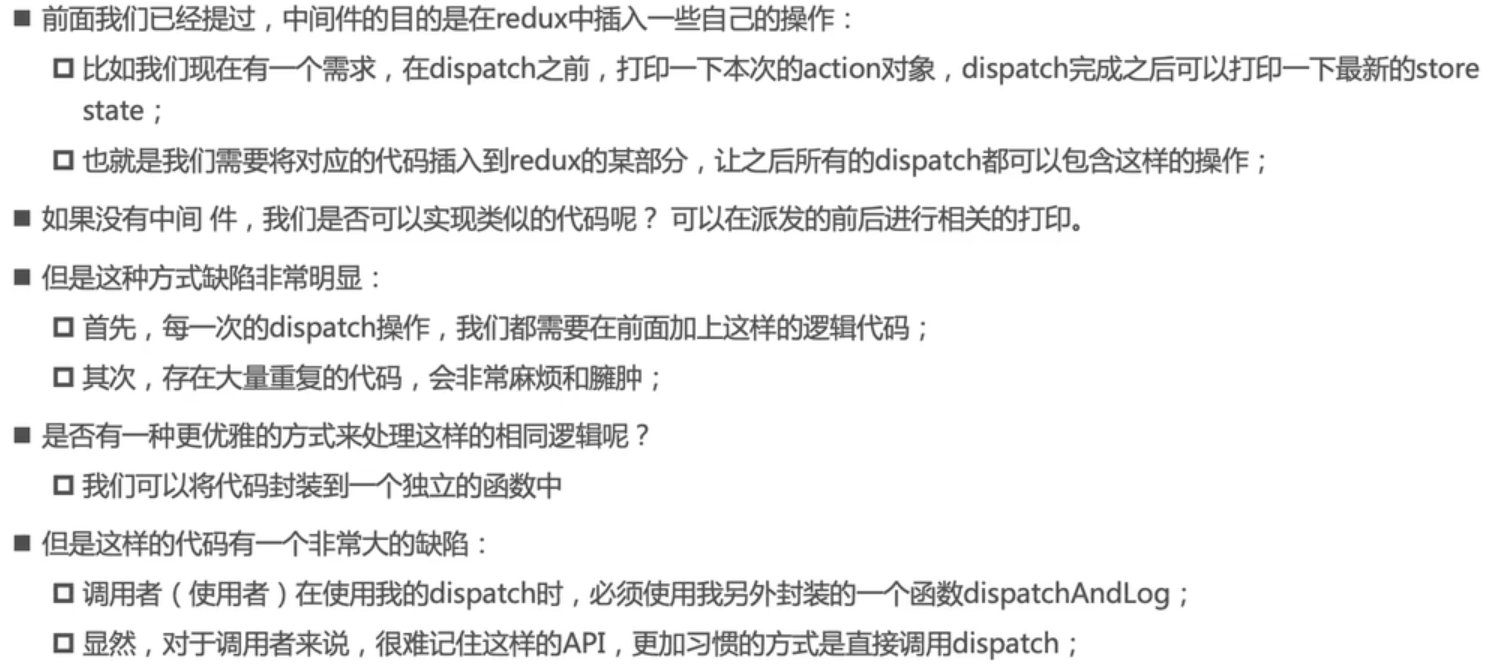 ■ 前面我们已经提过，中间件的目的是在redux中插入一些自己的操作：
□ 比如我们现在有一个需求，在dispatch之前，打印一下本次的action对象，dispatch完成之后可以打印一下最新的store
state；
□ 也就是我们需要将对应的代码插入到redux的某部分，让之后所有的dispatch都可以包含这样的操作；
■ 如果没有中间 件，我们是否可以实现类似的代码呢？ 可以在派发的前后进行相关的打印。
■ 但是这种方式缺陷非常明显：
□ 首先，每一次的dispatch操作，我们都需要在前面加上这样的逻辑代码；
□ 其次，存在大量重复的代码，会非常麻烦和臃肿；
■ 是否有一种更优雅的方式来处理这样的相同逻辑呢？
□ 我们可以将代码封装到一个独立的函数中
■ 但是这样的代码有一个非常大的缺陷：
□ 调用者（使用者）在使用我的dispatch时，必须使用我另外封装的一个函数dispatchAndLog；
□ 显然，对于调用者来说，很难记住这样的API，更加习惯的方式是直接调用dispatch；